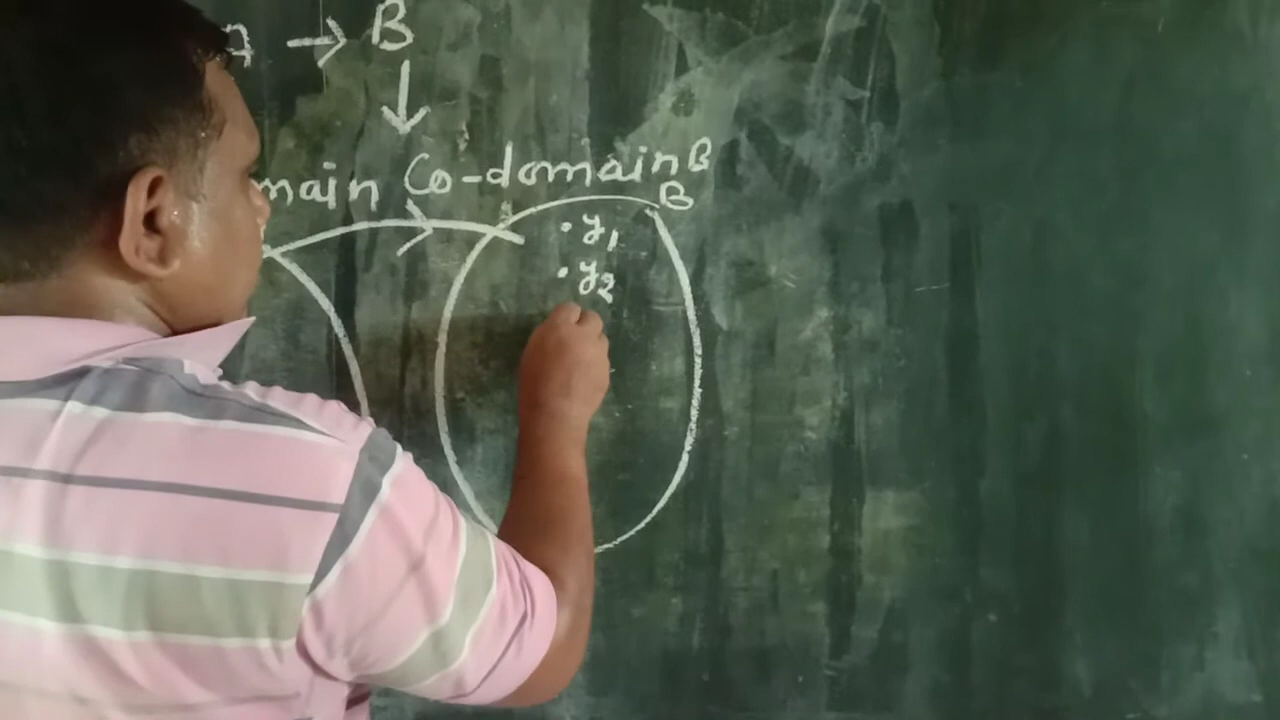 A → B
↓
main Co-domain B
B
. y₁
. y₂